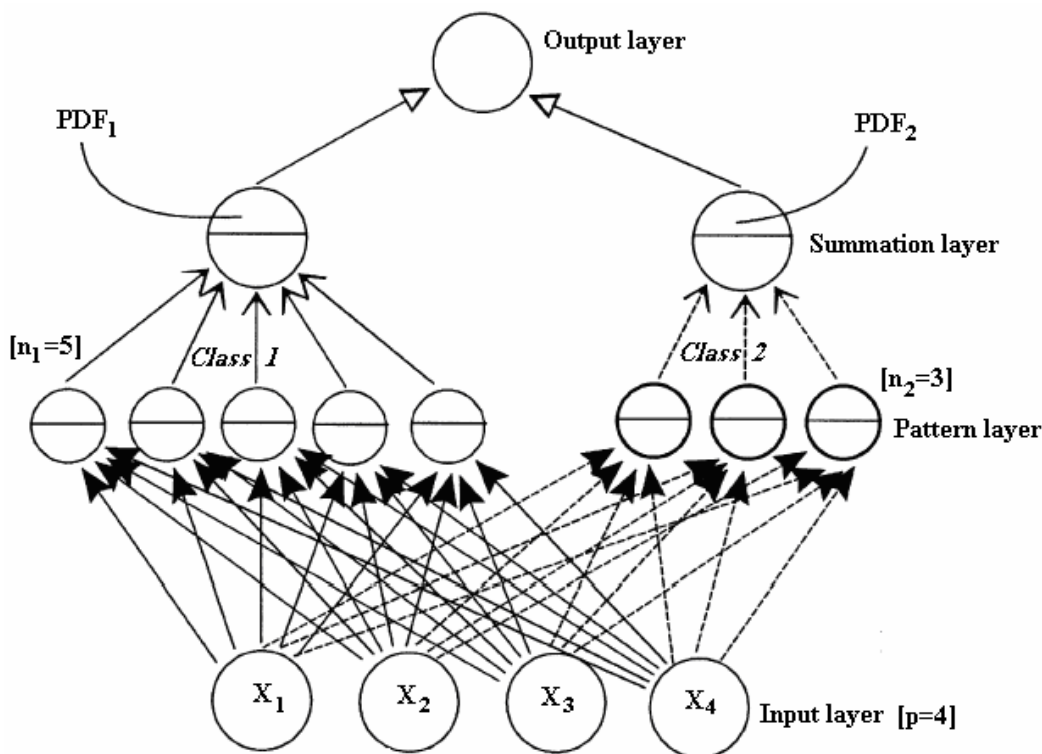 Output layer
PDF₁
PDF₂
Summation layer
[n₁=5]
Class 1
Class 2
[n₂=3]
Pattern layer
X₁
X₂
X₃
X₄
Input layer [p=4]